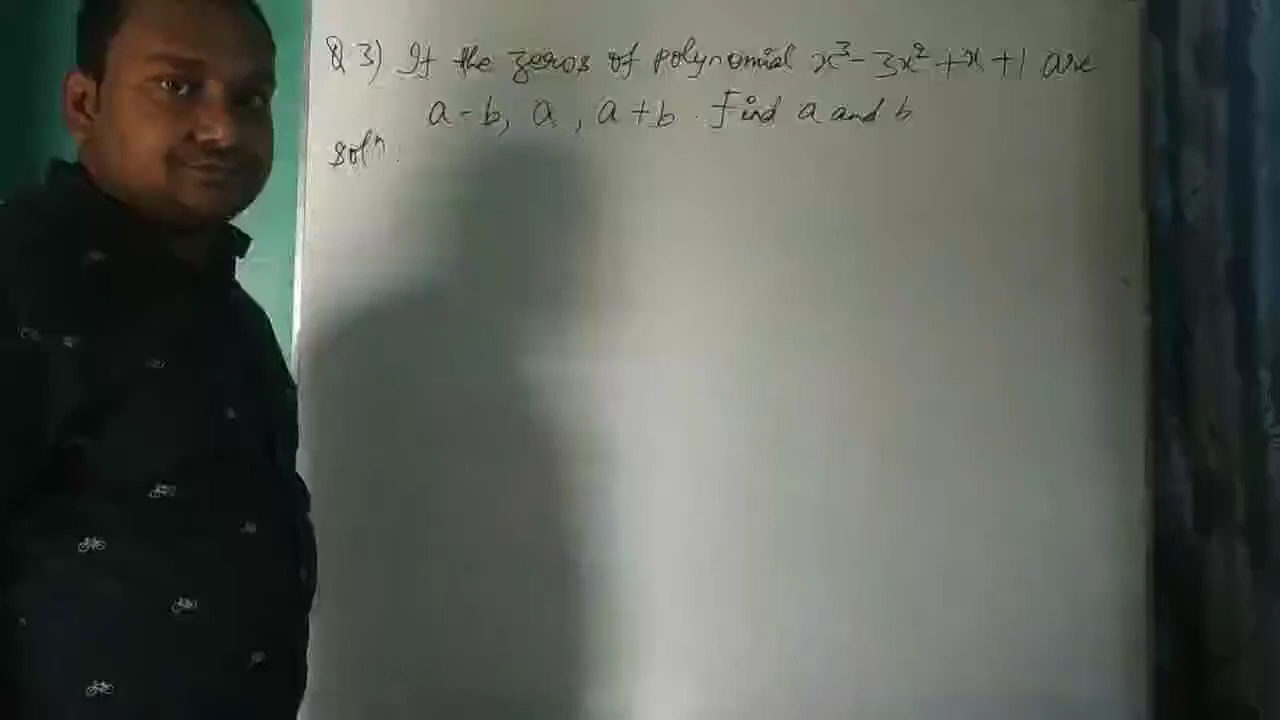 Q 3) If the zeros of polynomial x³ - 3x² + x + 1 are
a - b, a, a + b. Find a and b
solⁿ.